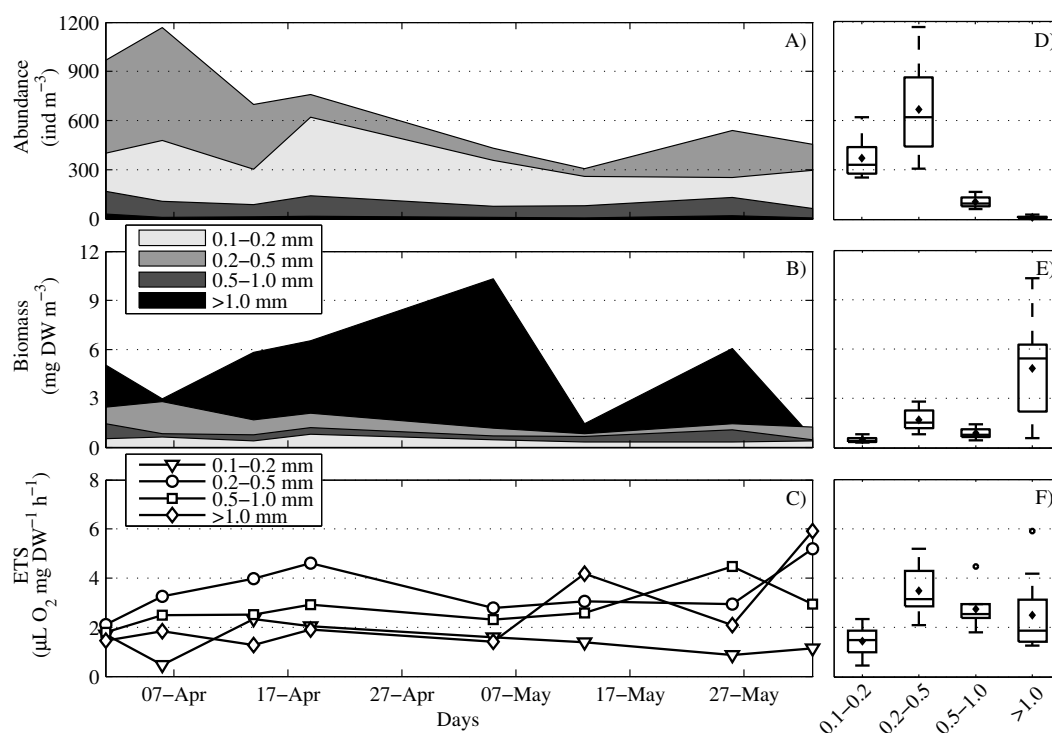 1200
900
600
300
0
Abundance
(ind m⁻³)
A)
D)
0.1−0.2 mm
0.2−0.5 mm
0.5−1.0 mm
>1.0 mm
12
9
6
3
0
Biomass
(mg DW m⁻³)
B)
E)
0.1−0.2 mm
0.2−0.5 mm
0.5−1.0 mm
>1.0 mm
8
6
4
2
0
ETS
(μL O₂ mg DW⁻¹ h⁻¹)
C)
F)
07−Apr 17−Apr 27−Apr 07−May 17−May 27−May
Days
0.1−0.2
0.2−0.5
0.5−1.0
>1.0